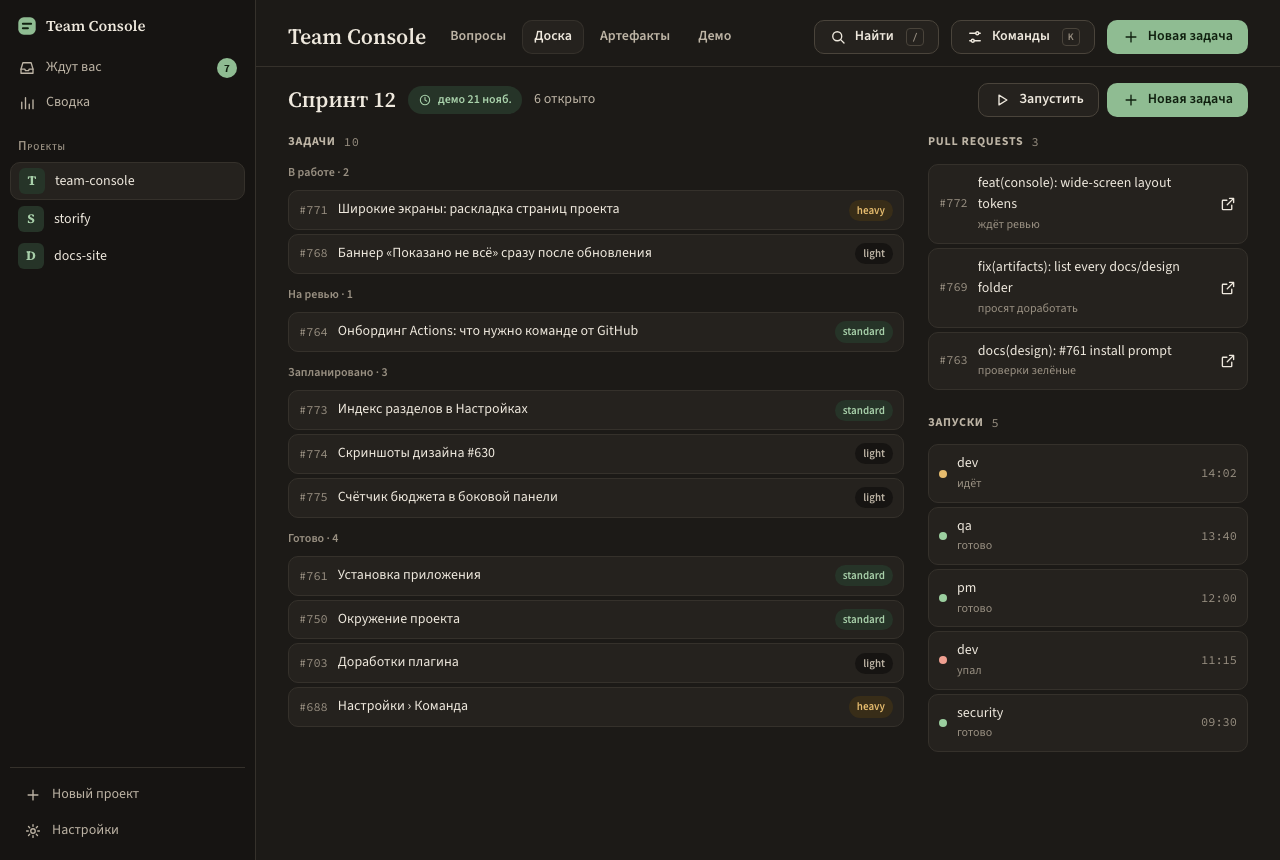 Team Console
Ждут вас 7
Сводка
Проекты
T team-console
S storify
D docs-site
Новый проект
Настройки
Team Console Вопросы Доска Артефакты Демо Найти / Команды K Новая задача
Спринт 12 демо 21 нояб. 6 открыто Запустить Новая задача
ЗАДАЧИ 10
В работе · 2
#771 Широкие экраны: раскладка страниц проекта heavy
#768 Баннер «Показано не всё» сразу после обновления light
На ревью · 1
#764 Онбординг Actions: что нужно команде от GitHub standard
Запланировано · 3
#773 Индекс разделов в Настройках standard
#774 Скриншоты дизайна #630 light
#775 Счётчик бюджета в боковой панели light
Готово · 4
#761 Установка приложения standard
#750 Окружение проекта standard
#703 Доработки плагина light
#688 Настройки › Команда heavy
PULL REQUESTS 3
feat(console): wide-screen layout
#772 tokens
ждёт ревью
fix(artifacts): list every docs/design
#769 folder
просят доработать
#763 docs(design): #761 install prompt
проверки зелёные
ЗАПУСКИ 5
dev 14:02
идёт
qa 13:40
готово
pm 12:00
готово
dev 11:15
упал
security 09:30
готово